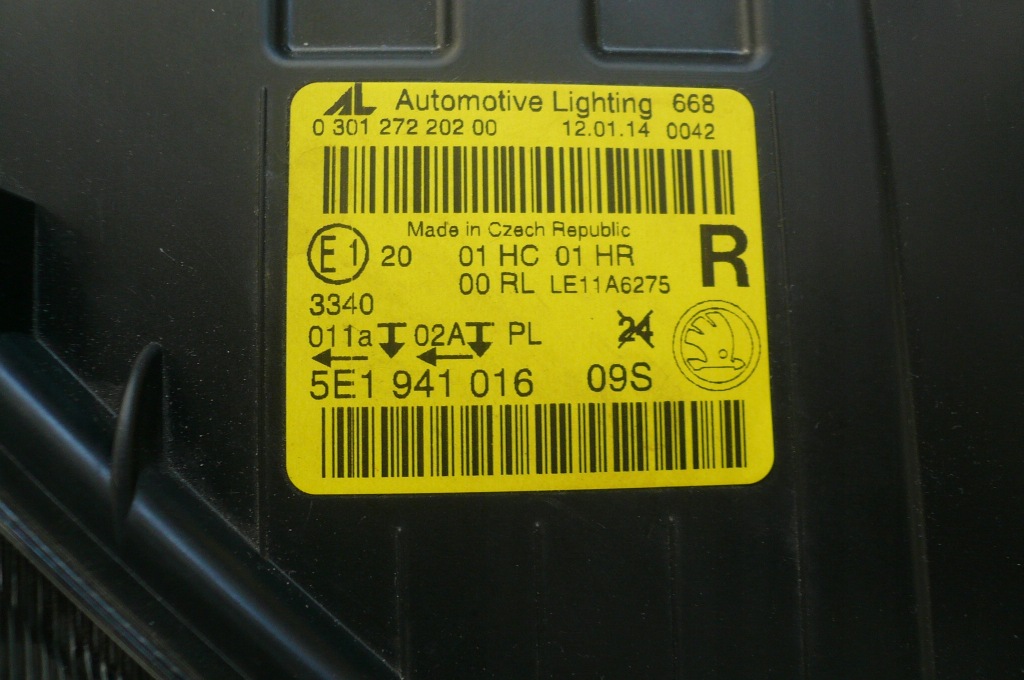 AL Automotive Lighting 668
0 301 272 202 00 12.01.14 0042
Made in Czech Republic
E1 20 01 HC 01 HR R
00 RL LE11A6275
3340
011a 02A PL 24
5E1 941 016 09S